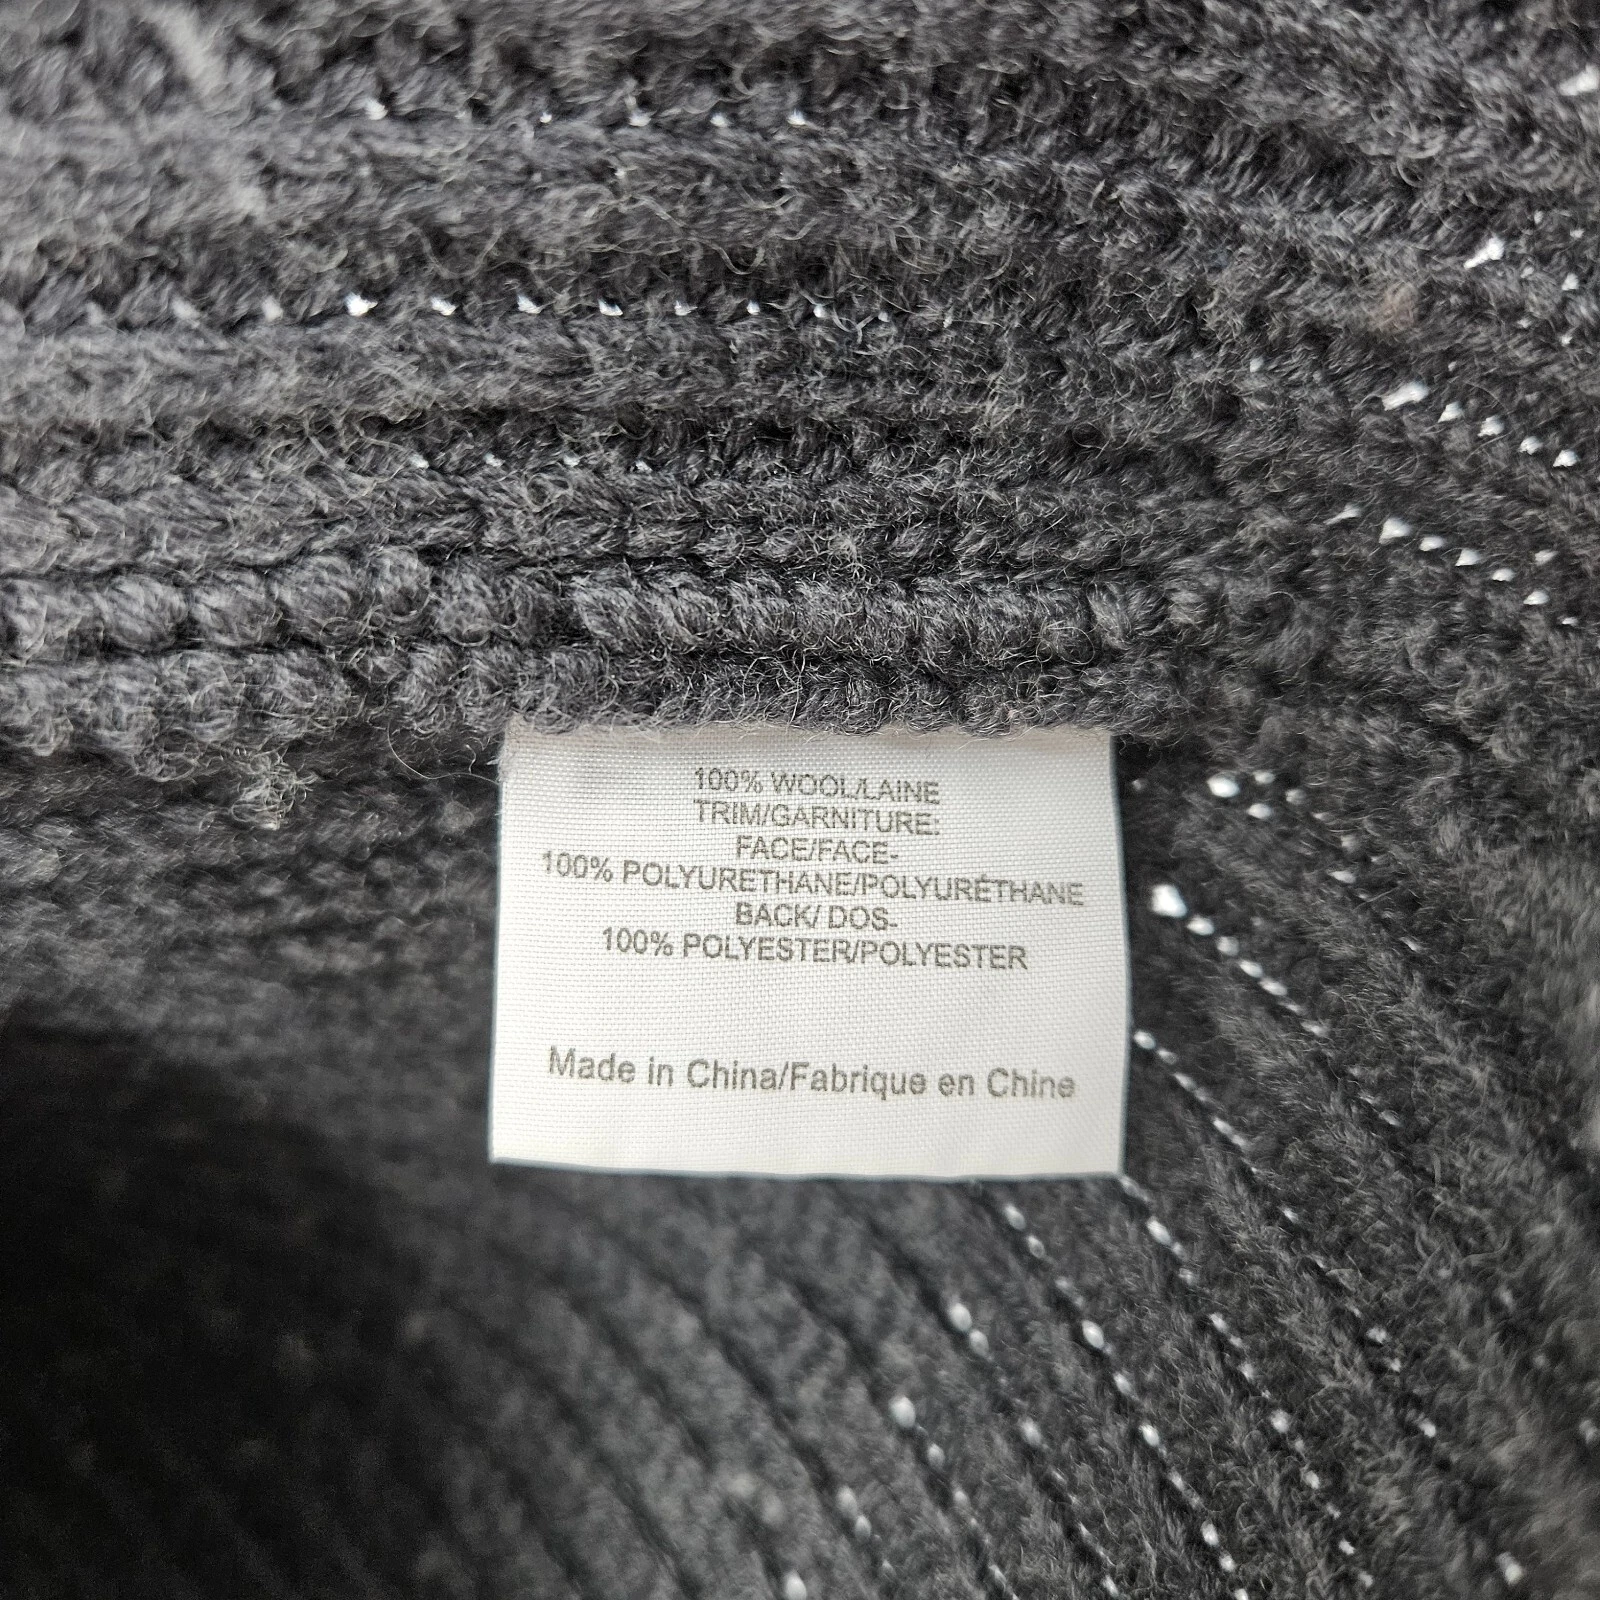 100% WOOL/LAINE
TRIM/GARNITURE:
FACE/FACE-
100% POLYURETHANE/POLYURÉTHANE
BACK/ DOS-
100% POLYESTER/POLYESTER
Made in China/Fabrique en Chine